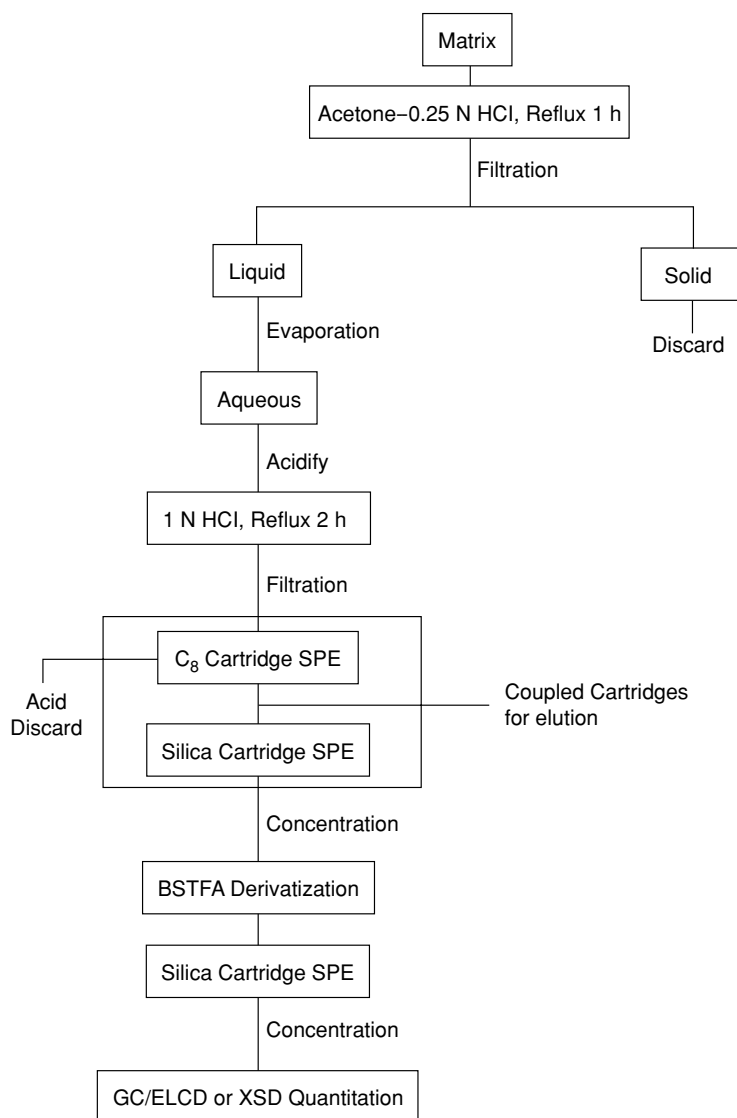 Matrix
Acetone–0.25 N HCl, Reflux 1 h
Filtration
Liquid
Solid
Evaporation
Discard
Aqueous
Acidify
1 N HCl, Reflux 2 h
Filtration
C₈ Cartridge SPE
Acid
Discard
Coupled Cartridges
for elution
Silica Cartridge SPE
Concentration
BSTFA Derivatization
Silica Cartridge SPE
Concentration
GC/ELCD or XSD Quantitation